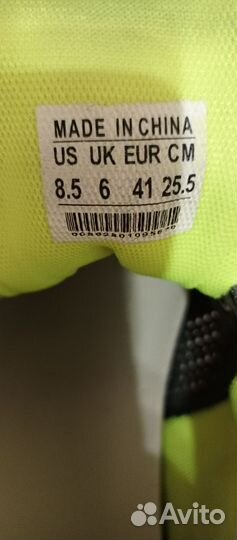 MADE IN CHINA
US UK EUR CM
8.5 6 41 25.5
Avito